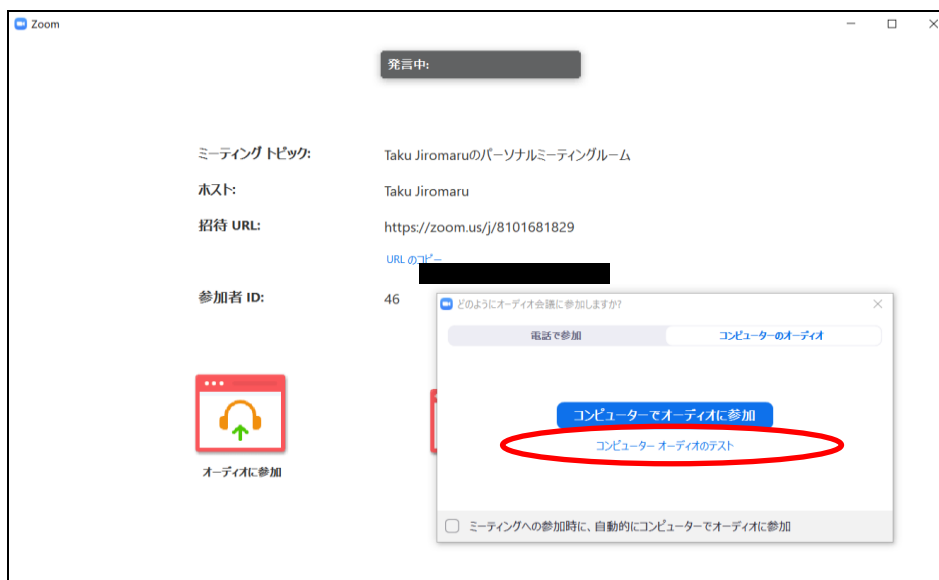 Zoom
発言中:
ミーティング トピック: Taku Jiromaruのパーソナルミーティングルーム
ホスト: Taku Jiromaru
招待 URL: https://zoom.us/j/8101681829
URL のコピー
参加者 ID: 46
どのようにオーディオ会議に参加しますか?
電話で参加 コンピューターのオーディオ
コンピューターでオーディオに参加
コンピューター オーディオのテスト
オーディオに参加
ミーティングへの参加時に、自動的にコンピューターでオーディオに参加